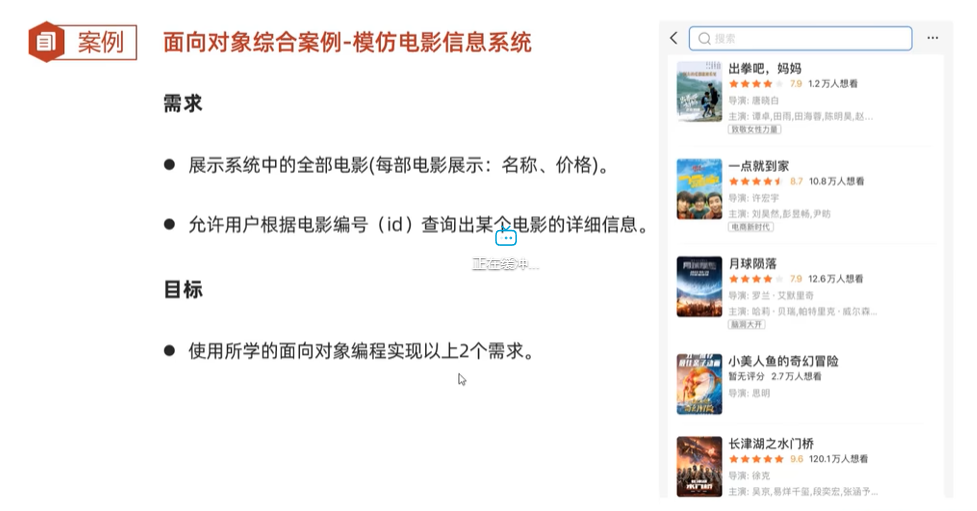 案例
面向对象综合案例-模仿电影信息系统
需求
● 展示系统中的全部电影(每部电影展示：名称、价格)。
● 允许用户根据电影编号（id）查询出某个电影的详细信息。
正在缓冲...
目标
● 使用所学的面向对象编程实现以上2个需求。
搜索
出拳吧，妈妈
7.9 1.2万人想看
导演: 唐晓白
主演: 谭卓,田雨,田海蓉,陈明昊,赵...
致敬女性力量
一点就到家
8.7 10.8万人想看
导演: 许宏宇
主演: 刘昊然,彭昱畅,尹昉
电商新时代
月球陨落
7.9 12.6万人想看
导演: 罗兰·艾默里奇
主演: 哈莉·贝瑞,帕特里克·威尔森...
脑洞大开
小美人鱼的奇幻冒险
暂无评分 2.7万人想看
导演: 思明
长津湖之水门桥
9.6 120.1万人想看
导演: 徐克
主演: 吴京,易烊千玺,段奕宏,张涵予...